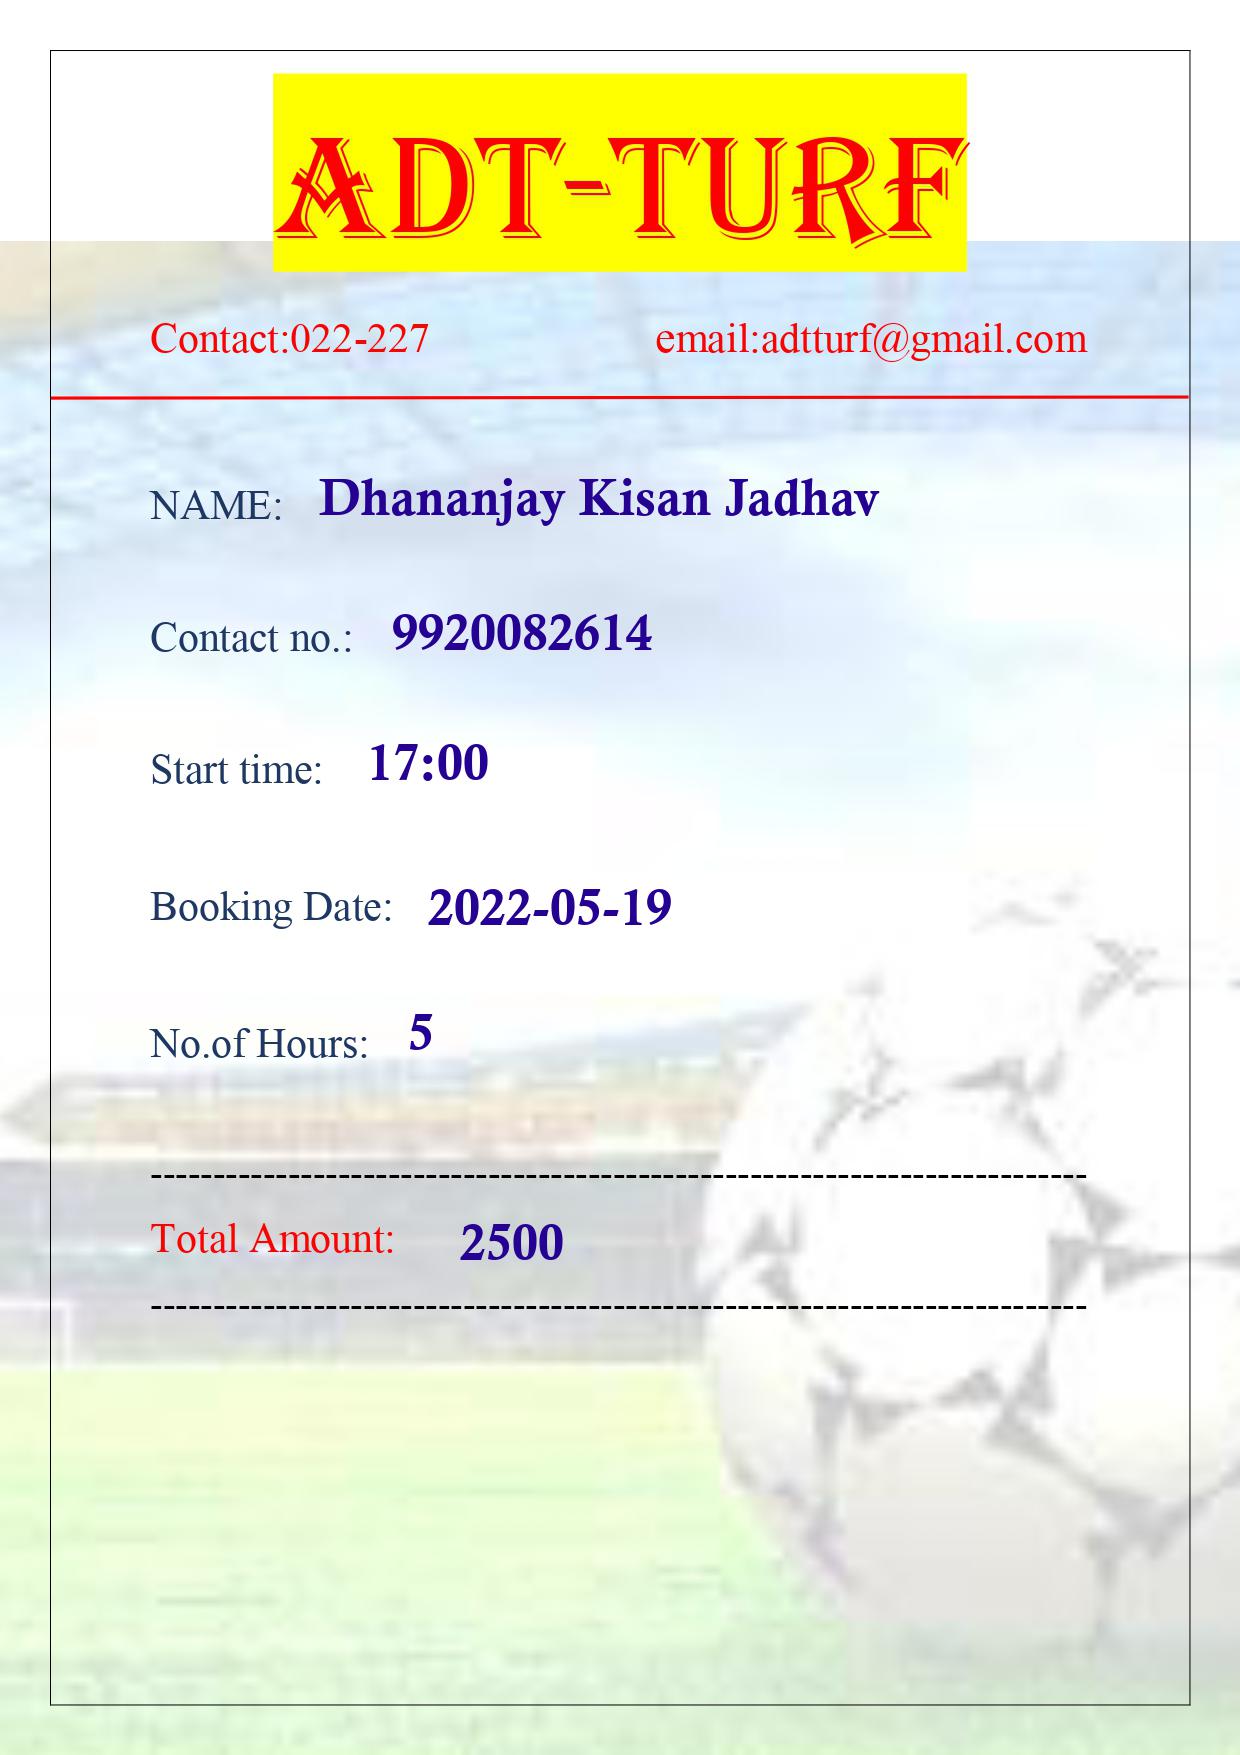 ADT-TURF
Contact:022-227 email:adtturf@gmail.com
NAME: Dhananjay Kisan Jadhav
Contact no.: 9920082614
Start time: 17:00
Booking Date: 2022-05-19
No.of Hours: 5
------------------------------------------------------------------------------
Total Amount: 2500
------------------------------------------------------------------------------